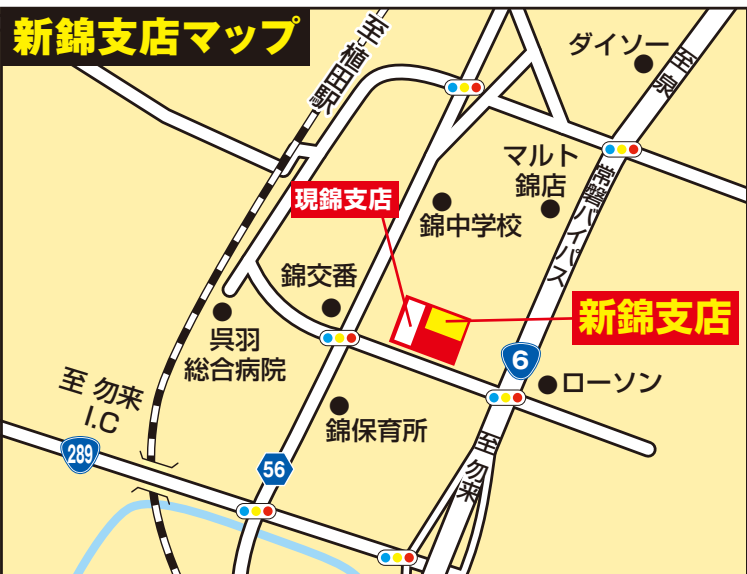 新錦支店マップ
至植田駅
ダイソー
至泉
マルト
錦店
常磐バイパス
現錦支店
錦中学校
錦交番
新錦支店
呉羽
総合病院
6
ローソン
至 勿来
I.C
錦保育所
至勿来
289
56